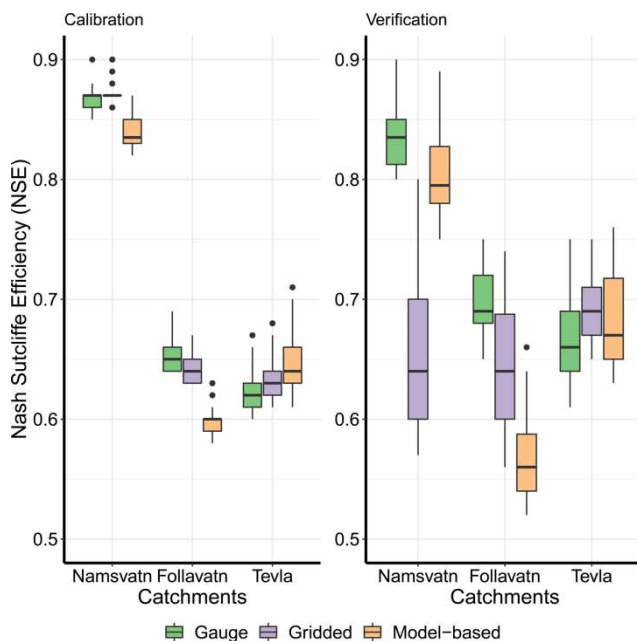 Calibration
Verification
Nash Sutcliffe Efficiency (NSE)
0.9
0.8
0.7
0.6
0.5
0.9
0.8
0.7
0.6
0.5
Namsvatn Follavatn Tevla
Namsvatn Follavatn Tevla
Catchments
Catchments
Gauge Gridded Model−based